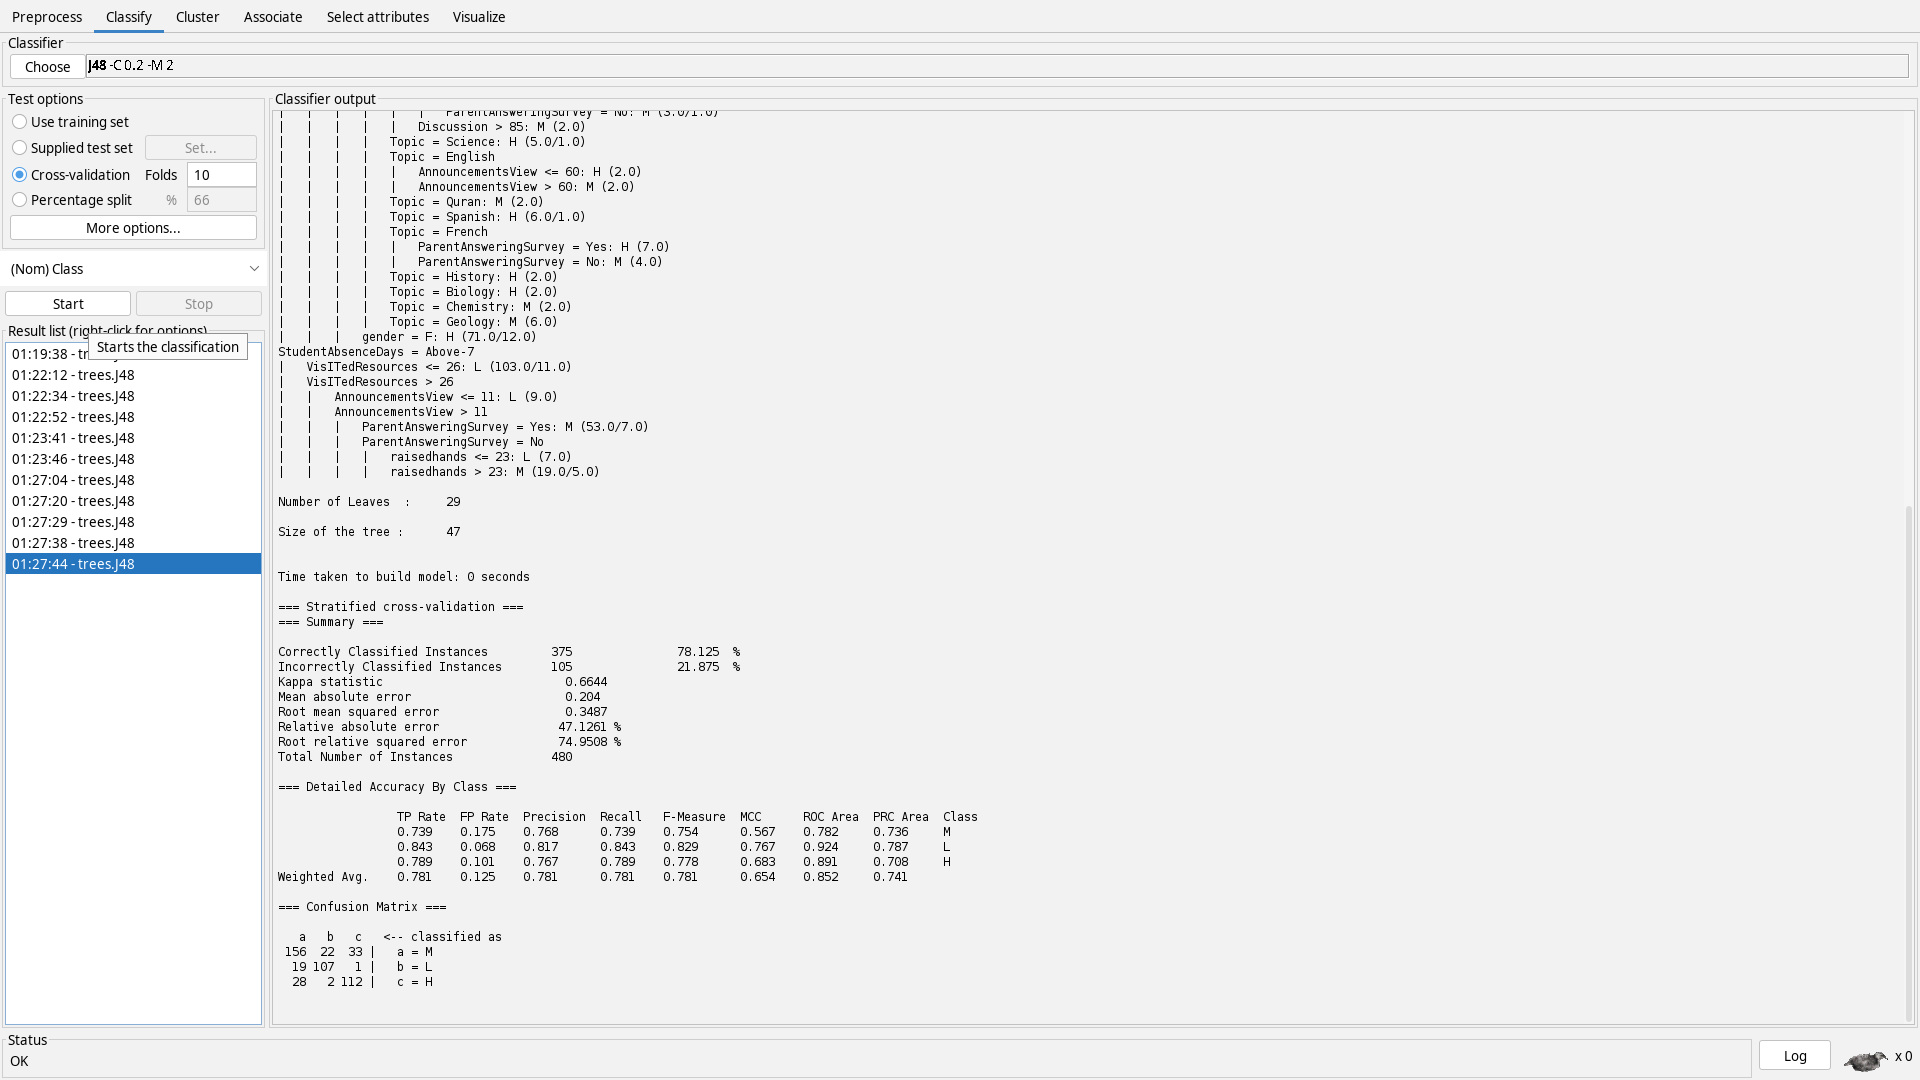 Preprocess Classify Cluster Associate Select attributes Visualize
Classifier
Choose J48 -C 0.2 -M 2
Test options
Use training set
Supplied test set Set...
Cross-validation Folds 10
Percentage split % 66
More options...
(Nom) Class
Start Stop
Result list (right-click for options)
Starts the classification
01:19:38 - trees.J48
01:22:12 - trees.J48
01:22:34 - trees.J48
01:22:52 - trees.J48
01:23:41 - trees.J48
01:23:46 - trees.J48
01:27:04 - trees.J48
01:27:20 - trees.J48
01:27:29 - trees.J48
01:27:38 - trees.J48
01:27:44 - trees.J48
Classifier output
| | | | | | ParentAnsweringSurvey = No: M (3.0/1.0)
| | | | | Discussion > 85: M (2.0)
| | | | Topic = Science: H (5.0/1.0)
| | | | Topic = English
| | | | | AnnouncementsView <= 60: H (2.0)
| | | | | AnnouncementsView > 60: M (2.0)
| | | | Topic = Quran: M (2.0)
| | | | Topic = Spanish: H (6.0/1.0)
| | | | Topic = French
| | | | | ParentAnsweringSurvey = Yes: H (7.0)
| | | | | ParentAnsweringSurvey = No: M (4.0)
| | | | Topic = History: H (2.0)
| | | | Topic = Biology: H (2.0)
| | | | Topic = Chemistry: M (2.0)
| | | | Topic = Geology: M (6.0)
| | | gender = F: H (71.0/12.0)
StudentAbsenceDays = Above-7
| VisITedResources <= 26: L (103.0/11.0)
| VisITedResources > 26
| | AnnouncementsView <= 11: L (9.0)
| | AnnouncementsView > 11
| | | ParentAnsweringSurvey = Yes: M (53.0/7.0)
| | | ParentAnsweringSurvey = No
| | | | raisedhands <= 23: L (7.0)
| | | | raisedhands > 23: M (19.0/5.0)
Number of Leaves : 29
Size of the tree : 47
Time taken to build model: 0 seconds
=== Stratified cross-validation ===
=== Summary ===
Correctly Classified Instances 375 78.125 %
Incorrectly Classified Instances 105 21.875 %
Kappa statistic 0.6644
Mean absolute error 0.204
Root mean squared error 0.3487
Relative absolute error 47.1261 %
Root relative squared error 74.9508 %
Total Number of Instances 480
=== Detailed Accuracy By Class ===
TP Rate FP Rate Precision Recall F-Measure MCC ROC Area PRC Area Class
0.739 0.175 0.768 0.739 0.754 0.567 0.782 0.736 M
0.843 0.068 0.817 0.843 0.829 0.767 0.924 0.787 L
0.789 0.101 0.767 0.789 0.778 0.683 0.891 0.708 H
Weighted Avg. 0.781 0.125 0.781 0.781 0.781 0.654 0.852 0.741
=== Confusion Matrix ===
a b c <-- classified as
156 22 33 | a = M
19 107 1 | b = L
28 2 112 | c = H
Status
OK
Log
x 0